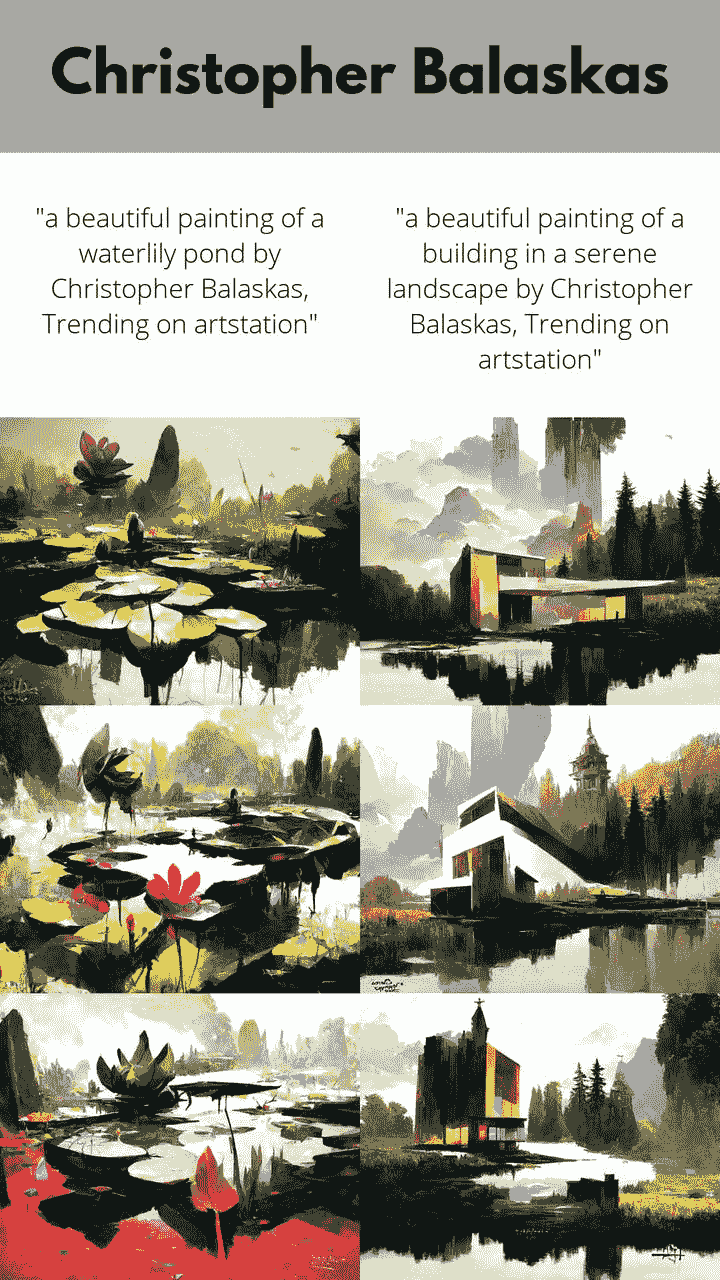 Christopher Balaskas
"a beautiful painting of a
waterlily pond by
Christopher Balaskas,
Trending on artstation"
"a beautiful painting of a
building in a serene
landscape by Christopher
Balaskas, Trending on
artstation"